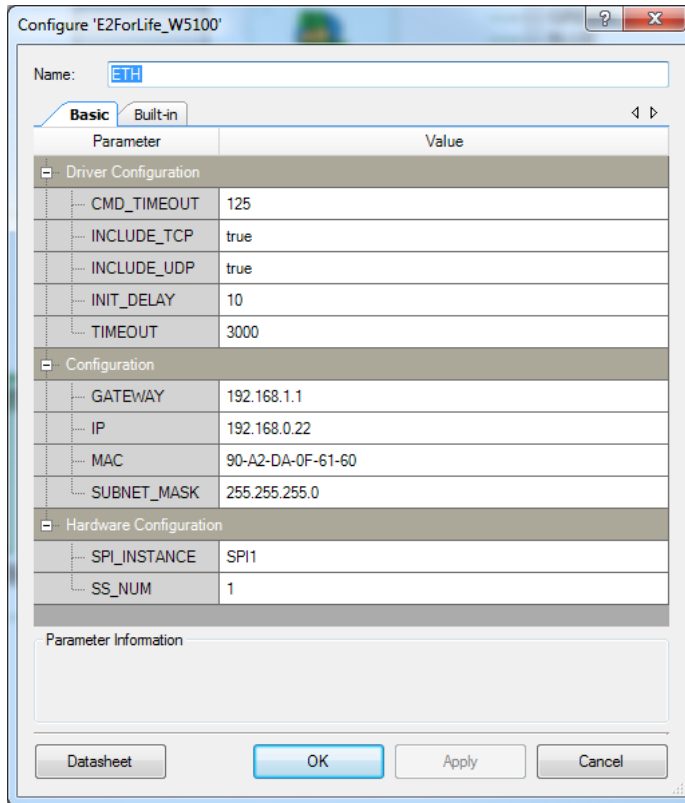 Configure 'E2ForLife_W5100'
Name: ETH
Basic Built-in
Parameter Value
Driver Configuration
CMD_TIMEOUT 125
INCLUDE_TCP true
INCLUDE_UDP true
INIT_DELAY 10
TIMEOUT 3000
Configuration
GATEWAY 192.168.1.1
IP 192.168.0.22
MAC 90-A2-DA-0F-61-60
SUBNET_MASK 255.255.255.0
Hardware Configuration
SPI_INSTANCE SPI1
SS_NUM 1
Parameter Information
Datasheet OK Apply Cancel